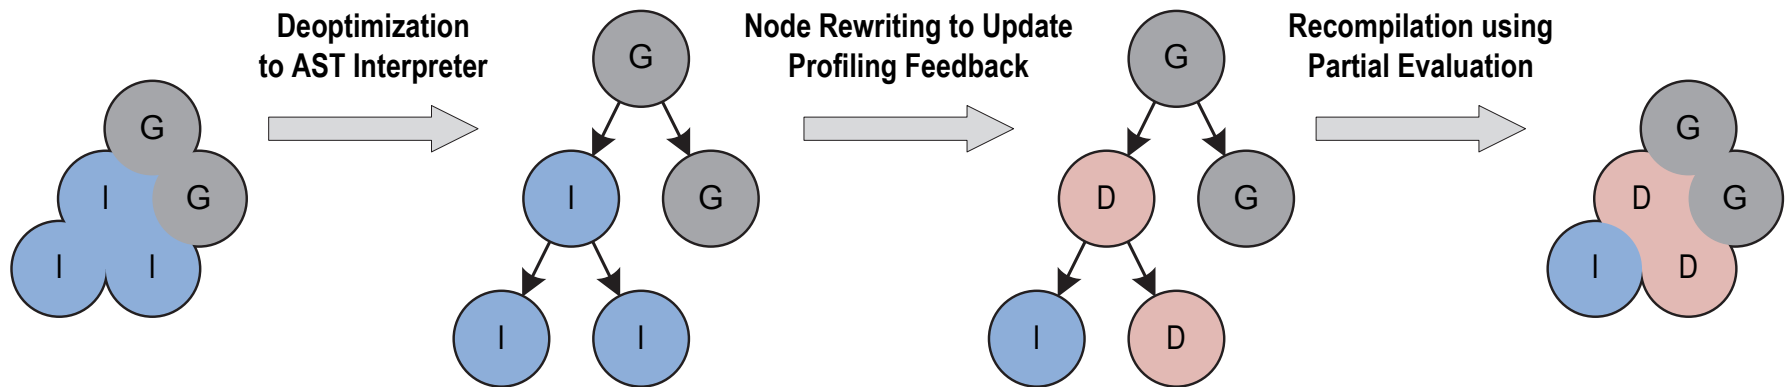 Deoptimization
to AST Interpreter
Node Rewriting to Update
Profiling Feedback
Recompilation using
Partial Evaluation
G
I
G
I
I
G
I
G
I
I
G
D
G
I
D
G
D
G
I
D